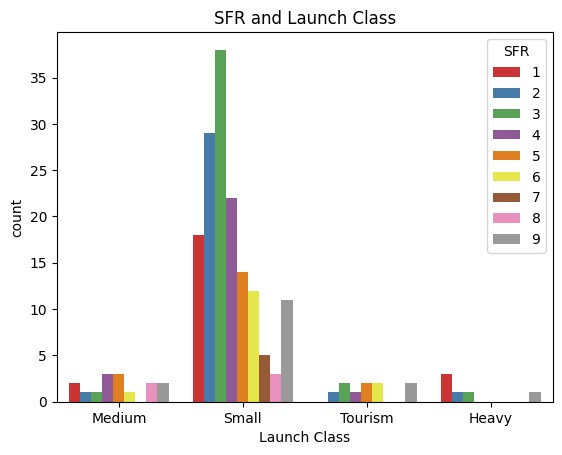 SFR and Launch Class
count
35
30
25
20
15
10
5
0
SFR
1
2
3
4
5
6
7
8
9
Medium
Small
Tourism
Heavy
Launch Class